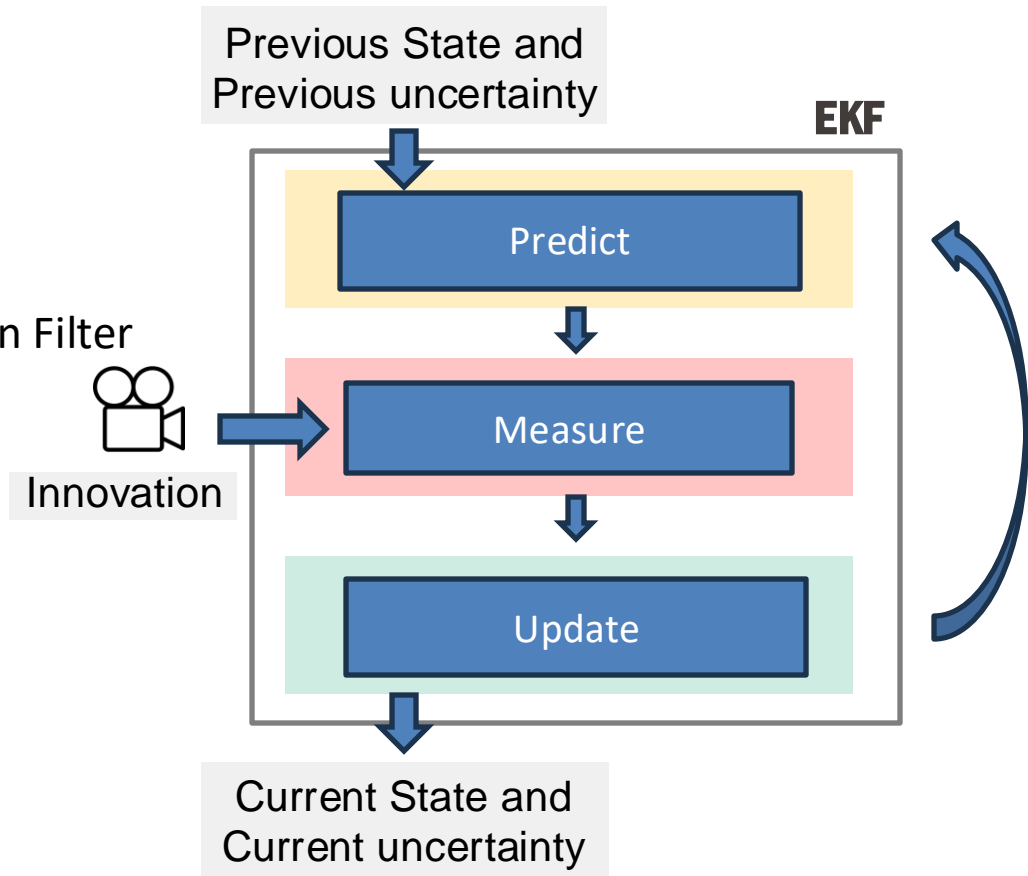 Previous State and
Previous uncertainty
EKF
Predict
n Filter
Measure
Innovation
Update
Current State and
Current uncertainty